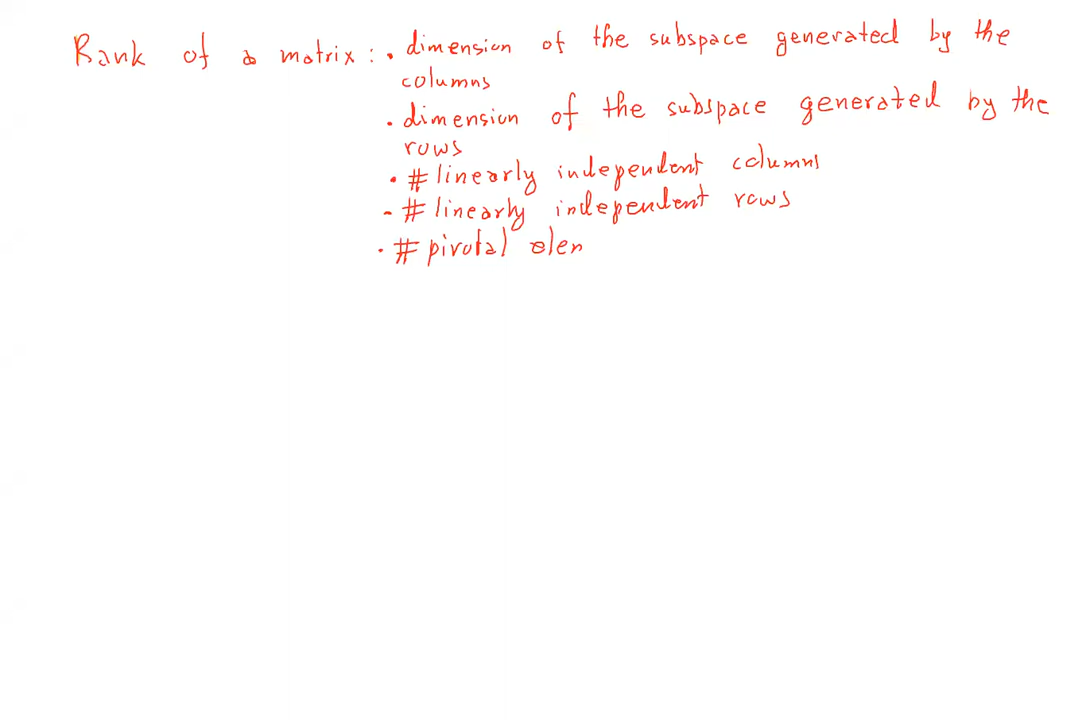 Rank of a matrix: . dimension of the subspace generated by the
columns
. dimension of the subspace generated by the
rows
. # linearly independent columns
- # linearly independent rows
. # pivotal elem